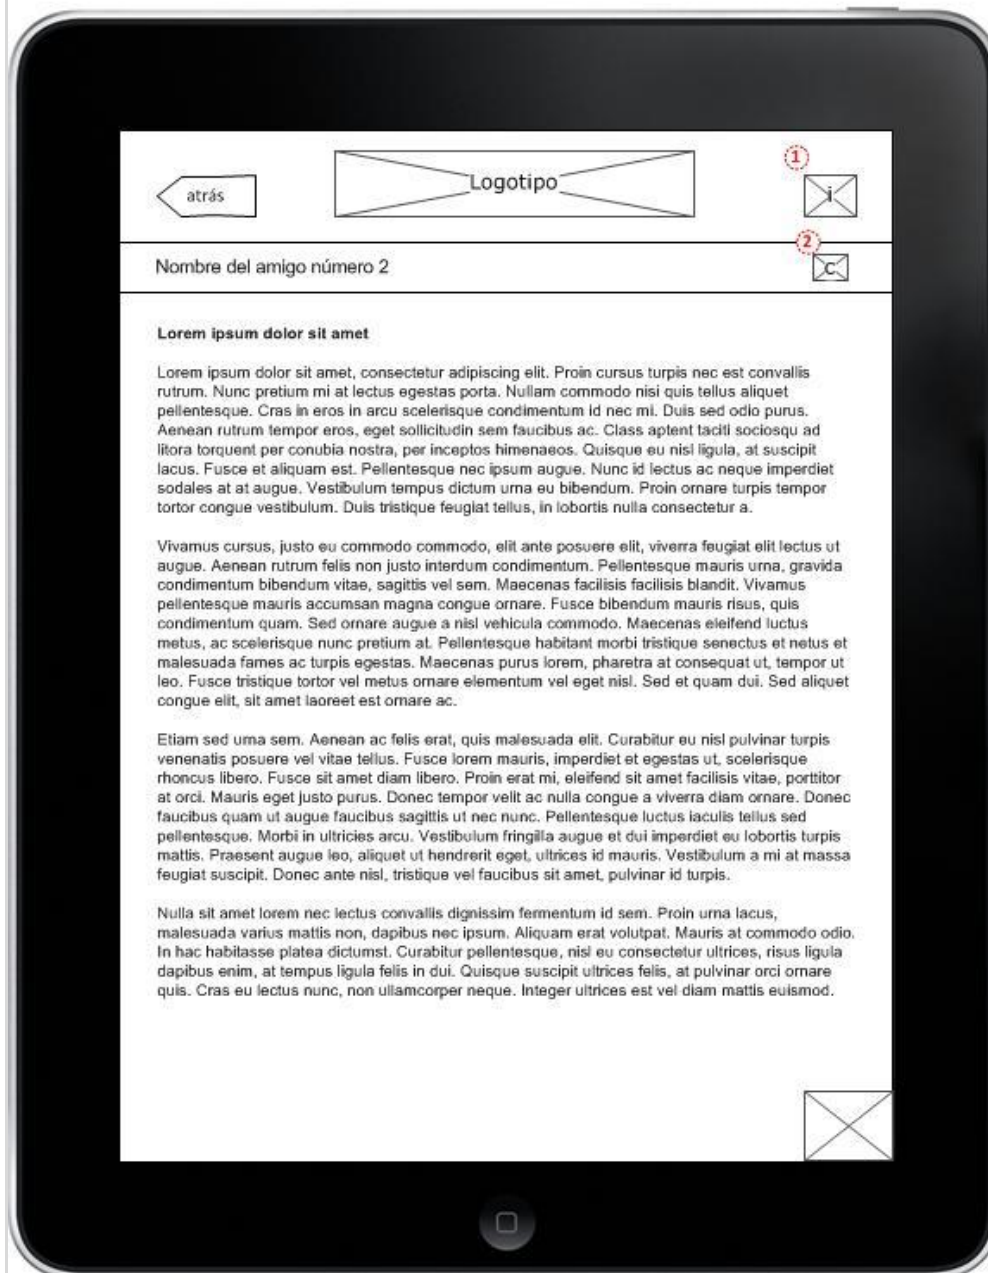 1
Logotipo
atrás
i
2
Nombre del amigo número 2
C
Lorem ipsum dolor sit amet
Lorem ipsum dolor sit amet, consectetur adipiscing elit. Proin cursus turpis nec est convallis
rutrum. Nunc pretium mi at lectus egestas porta. Nullam commodo nisi quis tellus aliquet
pellentesque. Cras in eros in arcu scelerisque condimentum id nec mi. Duis sed odio purus.
Aenean rutrum tempor eros, eget sollicitudin sem faucibus ac. Class aptent taciti sociosqu ad
litora torquent per conubia nostra, per inceptos himenaeos. Quisque eu nisl ligula, at suscipit
lacus. Fusce et aliquam est. Pellentesque nec ipsum augue. Nunc id lectus ac neque imperdiet
sodales at at augue. Vestibulum tempus dictum urna eu bibendum. Proin ornare turpis tempor
tortor congue vestibulum. Duis tristique feugiat tellus, in lobortis nulla consectetur a.
Vivamus cursus, justo eu commodo commodo, elit ante posuere elit, viverra feugiat elit lectus ut
augue. Aenean rutrum felis non justo interdum condimentum. Pellentesque mauris urna, gravida
condimentum bibendum vitae, sagittis vel sem. Maecenas facilisis facilisis blandit. Vivamus
pellentesque mauris accumsan magna congue ornare. Fusce bibendum mauris risus, quis
condimentum quam. Sed ornare augue a nisl vehicula commodo. Maecenas eleifend luctus
metus, ac scelerisque nunc pretium at. Pellentesque habitant morbi tristique senectus et netus et
malesuada fames ac turpis egestas. Maecenas purus lorem, pharetra at consequat ut, tempor ut
leo. Fusce tristique tortor vel metus ornare elementum vel eget nisl. Sed et quam dui. Sed aliquet
congue elit, sit amet laoreet est ornare ac.
Etiam sed urna sem. Aenean ac felis erat, quis malesuada elit. Curabitur eu nisl pulvinar turpis
venenatis posuere vel vitae tellus. Fusce lorem mauris, imperdiet et egestas ut, scelerisque
rhoncus libero. Fusce sit amet diam libero. Proin erat mi, eleifend sit amet facilisis vitae, porttitor
at orci. Mauris eget justo purus. Donec tempor velit ac nulla congue a viverra diam ornare. Donec
faucibus quam ut augue faucibus sagittis ut nec nunc. Pellentesque luctus iaculis tellus sed
pellentesque. Morbi in ultricies arcu. Vestibulum fringilla augue et dui imperdiet eu lobortis turpis
mattis. Praesent augue leo, aliquet ut hendrerit eget, ultrices id mauris. Vestibulum a mi at massa
feugiat suscipit. Donec ante nisl, tristique vel faucibus sit amet, pulvinar id turpis.
Nulla sit amet lorem nec lectus convallis dignissim fermentum id sem. Proin urna lacus,
malesuada varius mattis non, dapibus nec ipsum. Aliquam erat volutpat. Mauris at commodo odio.
In hac habitasse platea dictumst. Curabitur pellentesque, nisl eu consectetur ultrices, risus ligula
dapibus enim, at tempus ligula felis in dui. Quisque suscipit ultrices felis, at pulvinar orci ornare
quis. Cras eu lectus nunc, non ullamcorper neque. Integer ultrices est vel diam mattis euismod.